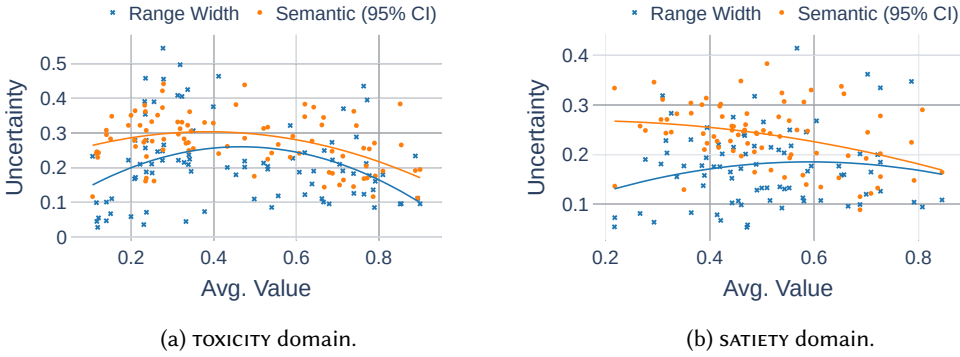 Range Width Semantic (95% CI)
Uncertainty
0.5
0.4
0.3
0.2
0.1
0
0.2 0.4 0.6 0.8
Avg. Value
(a) TOXICITY domain.
Range Width Semantic (95% CI)
Uncertainty
0.4
0.3
0.2
0.1
0.2 0.4 0.6 0.8
Avg. Value
(b) SATIETY domain.